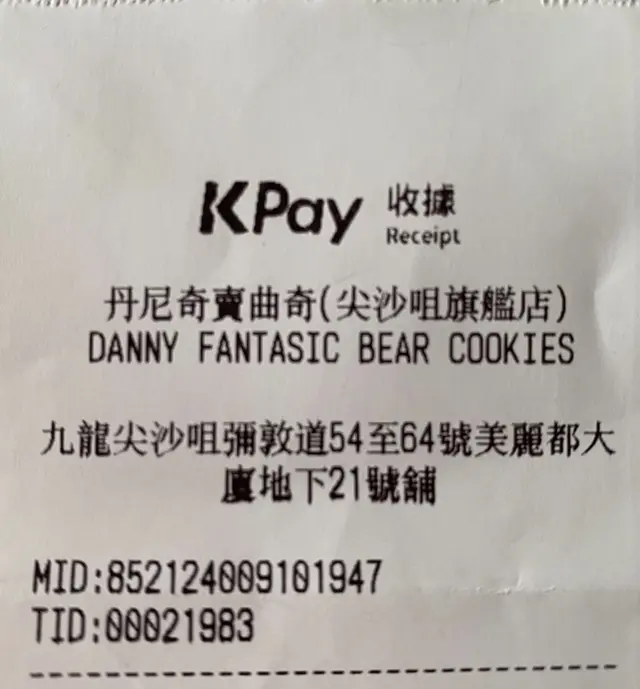 KPay 收據
Receipt
丹尼奇賣曲奇(尖沙咀旗艦店)
DANNY FANTASIC BEAR COOKIES
九龍尖沙咀彌敦道54至64號美麗都大
廈地下21號舖
MID:852124009101947
TID:00021983